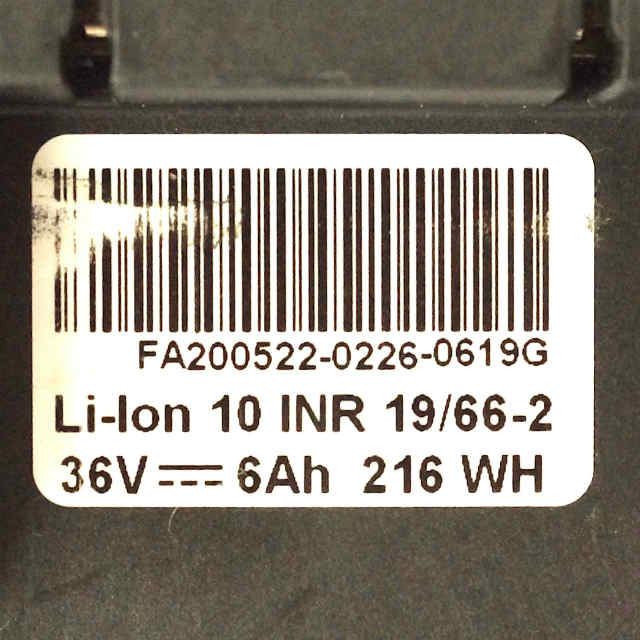 FA200522-0226-0619G
Li-Ion 10 INR 19/66-2
36V ⎓ 6Ah 216 WH